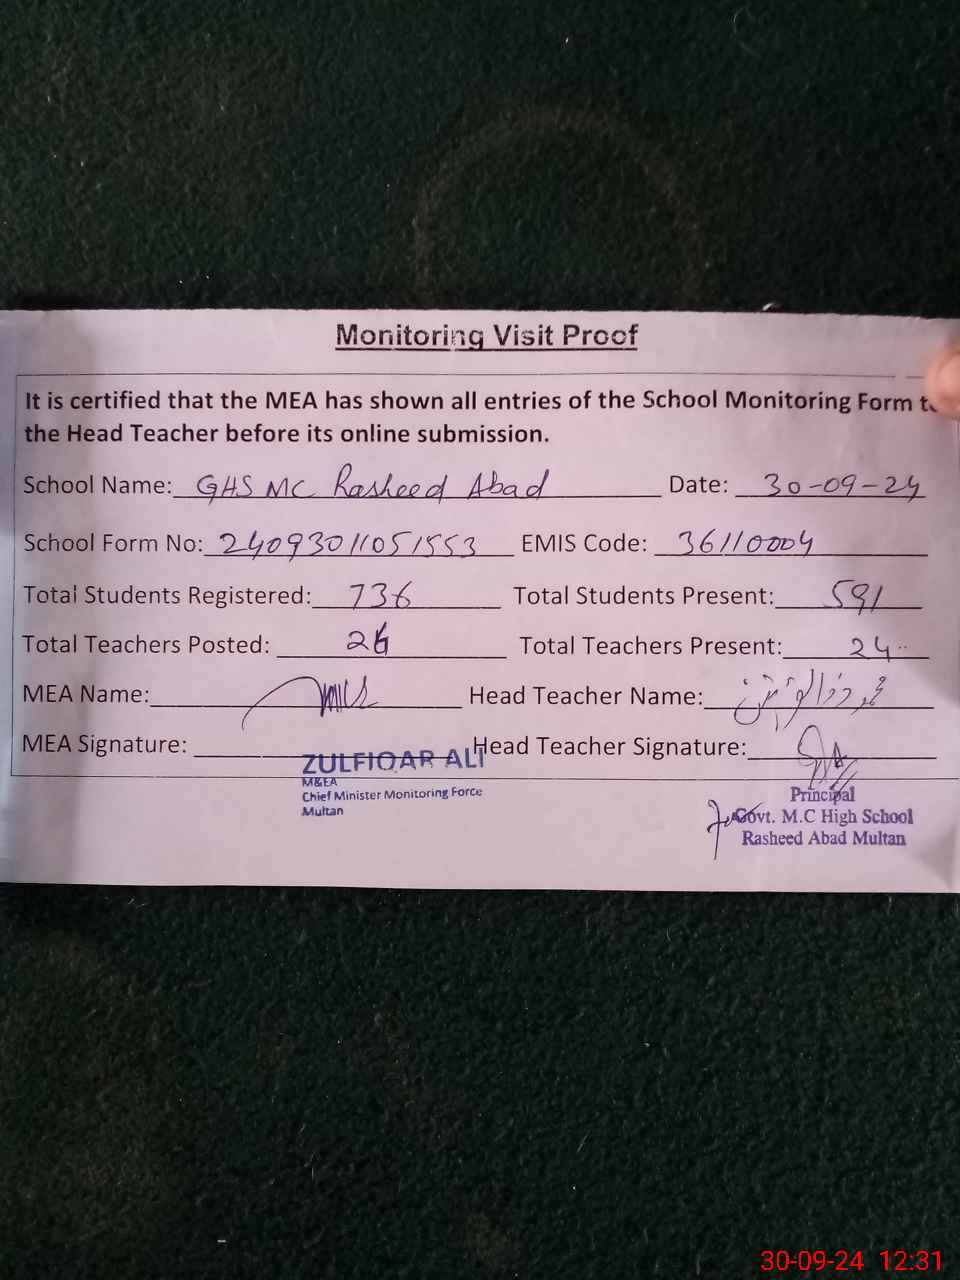 Monitoring Visit Proof
It is certified that the MEA has shown all entries of the School Monitoring Form
the Head Teacher before its online submission.
School Name: GHS MC Rasheed Abad Date: 30-09-24
School Form No: 24093011051553 EMIS Code: 36110004
Total Students Registered: 736 Total Students Present: 591
Total Teachers Posted: 26 Total Teachers Present: 24
MEA Name: Head Teacher Name: محمد ذوالقرنین
MEA Signature: Head Teacher Signature:
ZULFIQAR ALI
M&EA
Chief Minister Monitoring Force
Multan
Principal
Govt. M.C High School
Rasheed Abad Multan
30-09-24 12:31